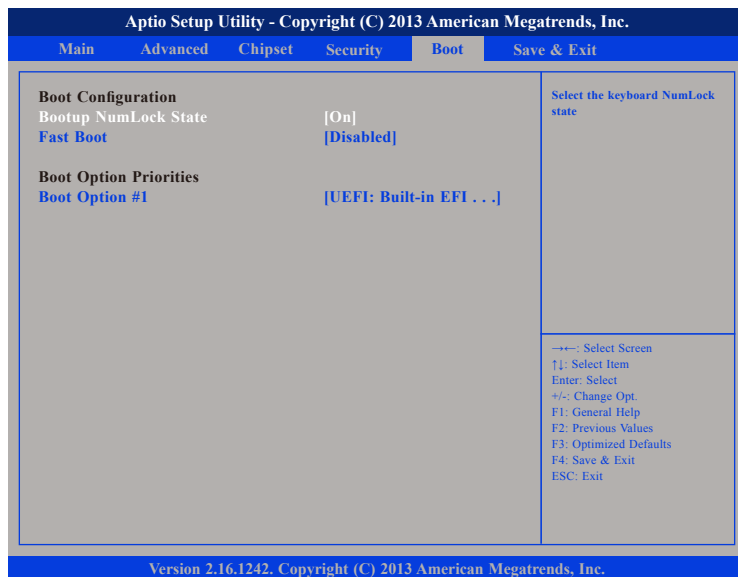 Aptio Setup Utility - Copyright (C) 2013 American Megatrends, Inc.
Main Advanced Chipset Security Boot Save & Exit
Boot Configuration
Bootup NumLock State [On]
Fast Boot [Disabled]
Boot Option Priorities
Boot Option #1 [UEFI: Built-in EFI . . .]
Select the keyboard NumLock
state
→←: Select Screen
↑↓: Select Item
Enter: Select
+/-: Change Opt.
F1: General Help
F2: Previous Values
F3: Optimized Defaults
F4: Save & Exit
ESC: Exit
Version 2.16.1242. Copyright (C) 2013 American Megatrends, Inc.